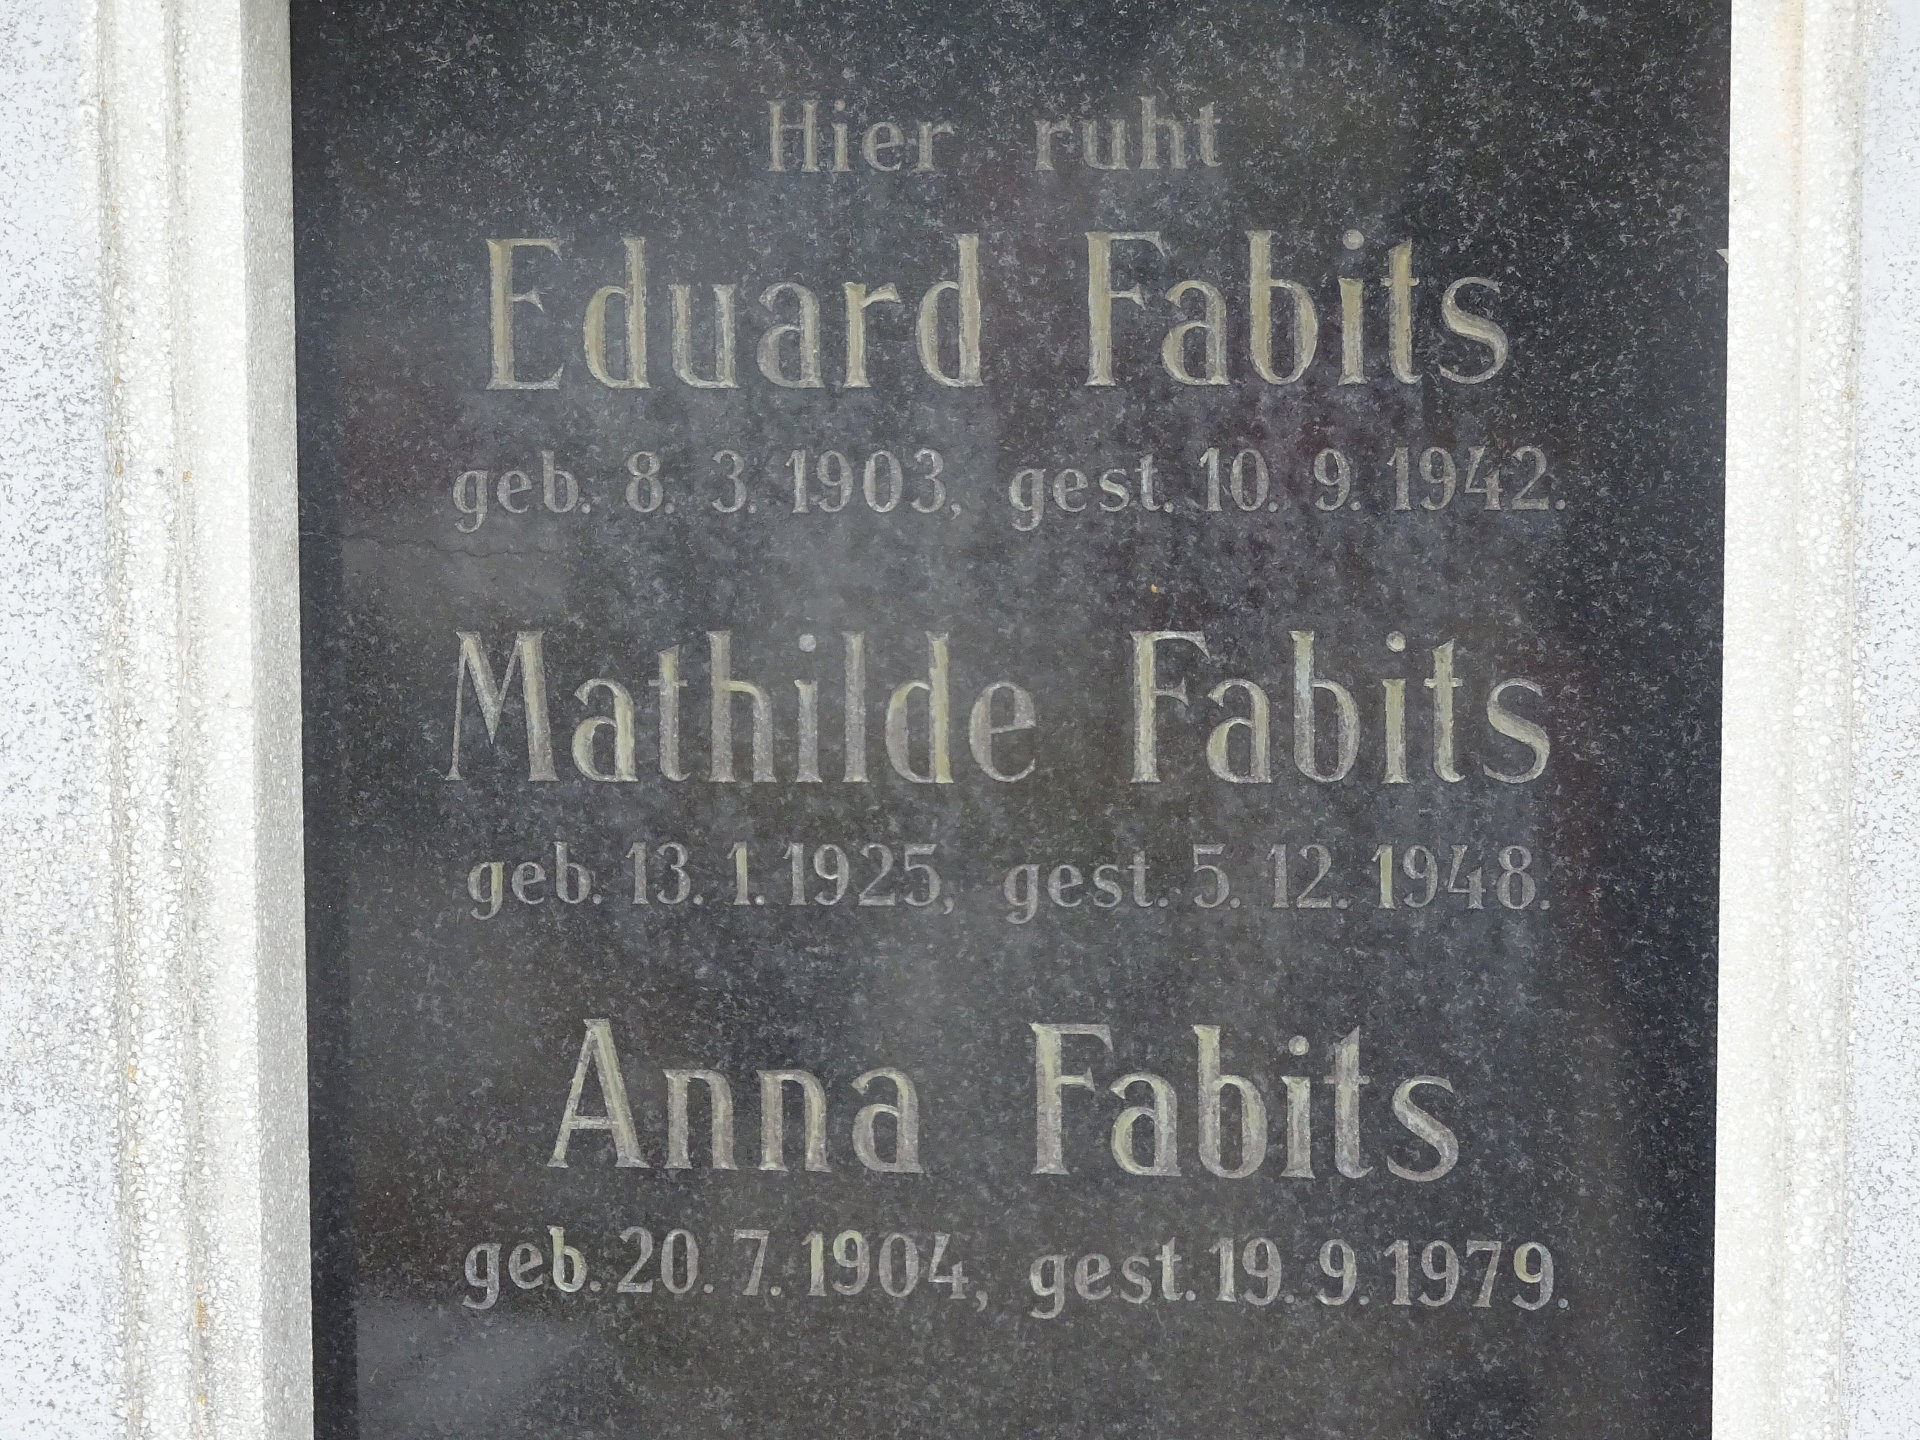 Hier ruht
Eduard Fabits
geb. 8. 3. 1903, gest. 10. 9. 1942.
Mathilde Fabits
geb. 13. 1. 1925, gest. 5. 12. 1948.
Anna Fabits
geb. 20. 7. 1904, gest. 19. 9. 1979.